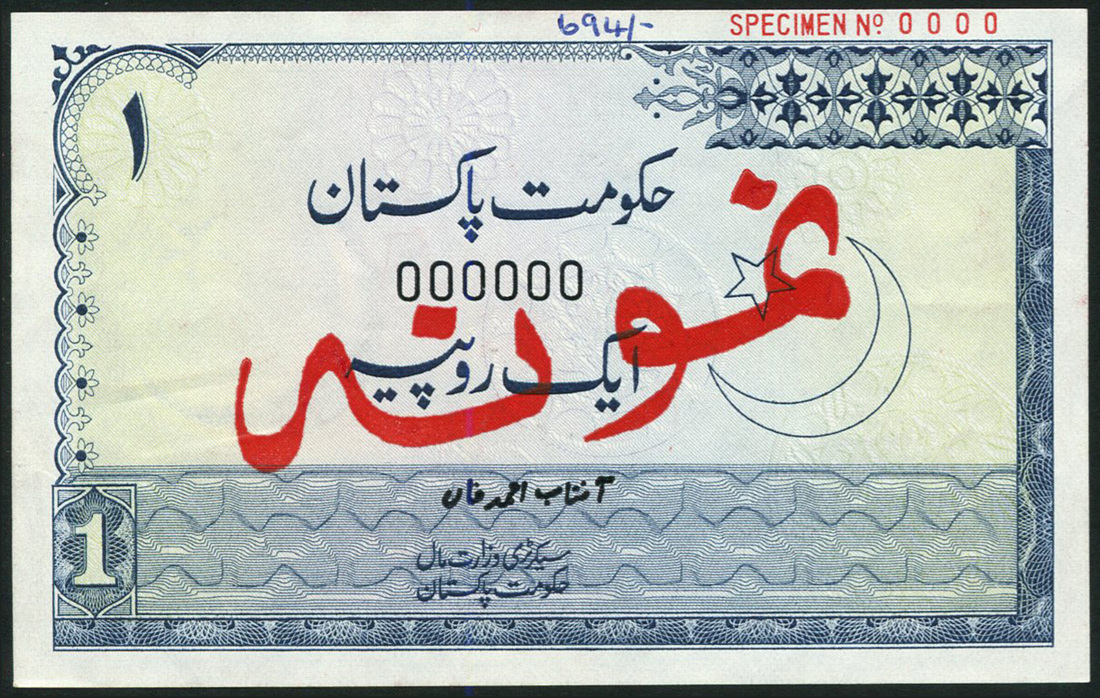 694/-
SPECIMEN Nº 0000
۱
حکومت پاکستان
000000
نمونہ
ایک روپیہ
آفتاب احمد خان
سیکرٹری وزارت مال
حکومت پاکستان
1